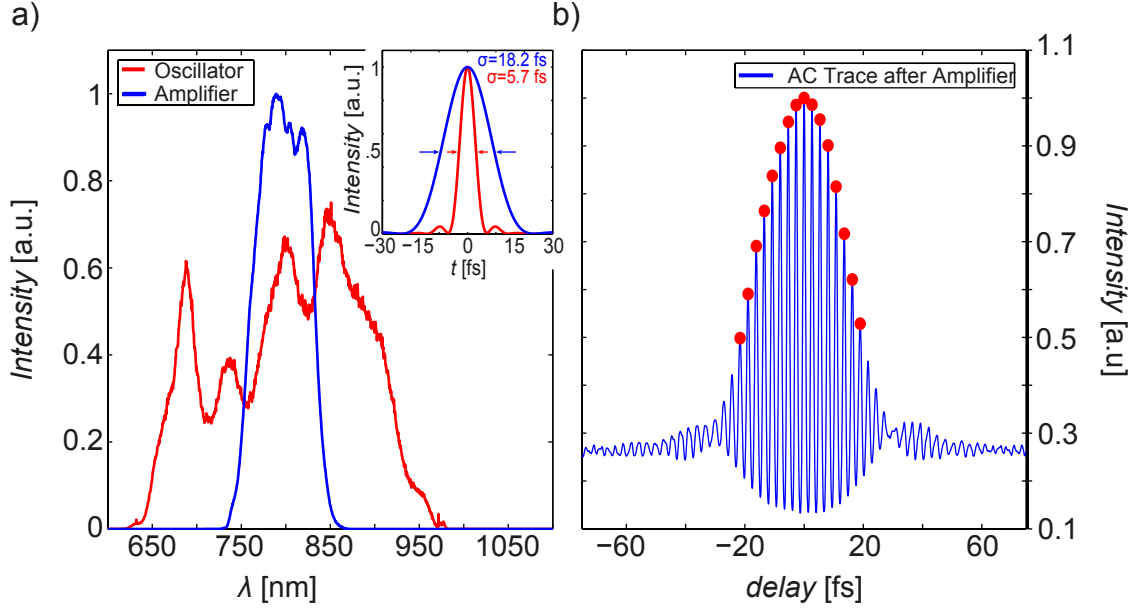 a)
Intensity [a.u.]
1
0.8
0.6
0.4
0.2
0
650 750 850 950 1050
λ [nm]
Oscillator
Amplifier
Intensity [a.u.]
1
.5
0
σ=18.2 fs
σ=5.7 fs
−30 −15 0 15 30
t [fs]
b)
AC Trace after Amplifier
1.1
1.0
0.9
0.7
0.5
0.3
0.1
Intensity [a.u]
−60 −20 20 60
delay [fs]